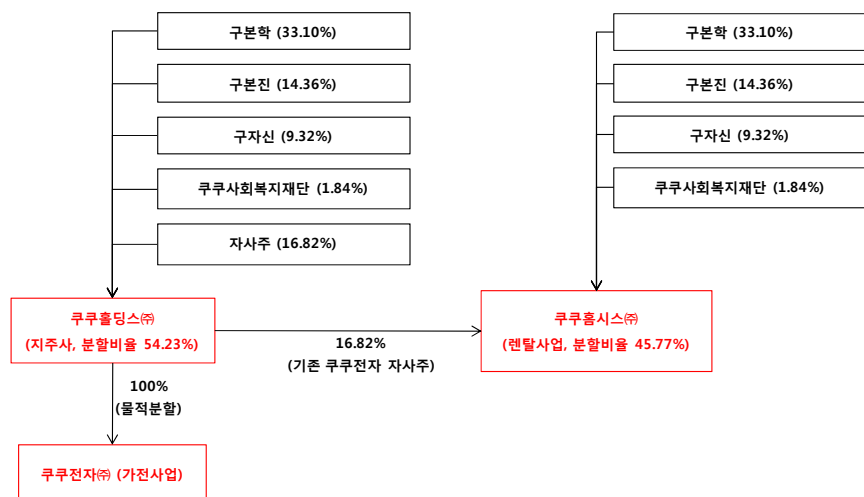 구본학 (33.10%)
구본진 (14.36%)
구자신 (9.32%)
쿠쿠사회복지재단 (1.84%)
자사주 (16.82%)
구본학 (33.10%)
구본진 (14.36%)
구자신 (9.32%)
쿠쿠사회복지재단 (1.84%)
쿠쿠홀딩스㈜
(지주사, 분할비율 54.23%)
16.82%
(기존 쿠쿠전자 자사주)
쿠쿠홈시스㈜
(렌탈사업, 분할비율 45.77%)
100%
(물적분할)
쿠쿠전자㈜ (가전사업)